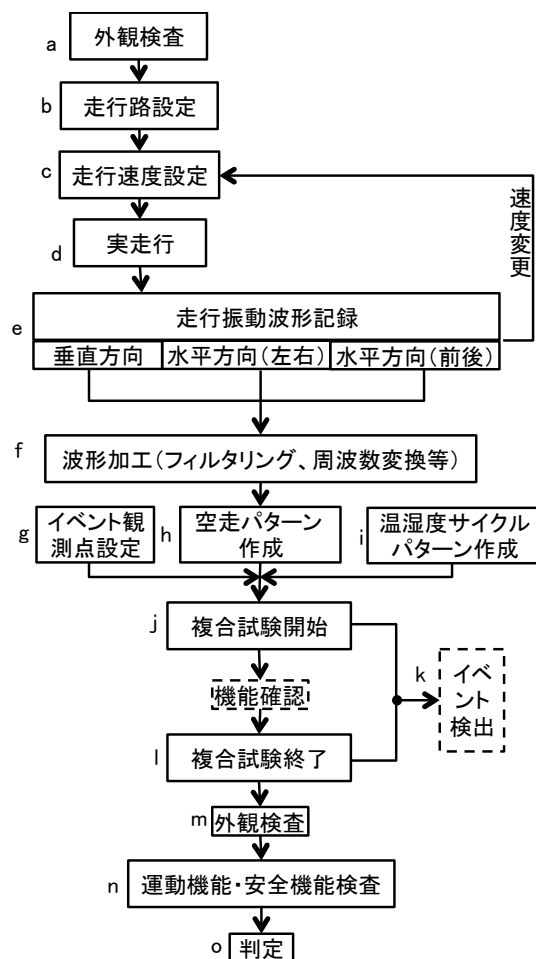 a
外観検査
b
走行路設定
c
走行速度設定
速度変更
d
実走行
e
走行振動波形記録
垂直方向
水平方向(左右)
水平方向(前後)
f
波形加工(フィルタリング、周波数変換等)
g
イベント観
測点設定
h
空走パターン
作成
i
温湿度サイクル
パターン作成
j
複合試験開始
機能確認
k
イベ
ント
検出
l
複合試験終了
m
外観検査
n
運動機能・安全機能検査
o
判定